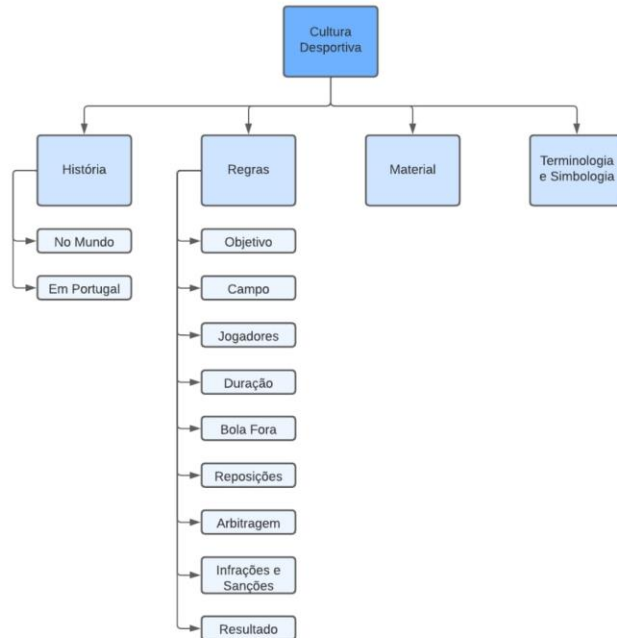 Cultura
Desportiva
História
Regras
Material
Terminologia
e Simbologia
No Mundo
Em Portugal
Objetivo
Campo
Jogadores
Duração
Bola Fora
Reposições
Arbitragem
Infrações e
Sanções
Resultado